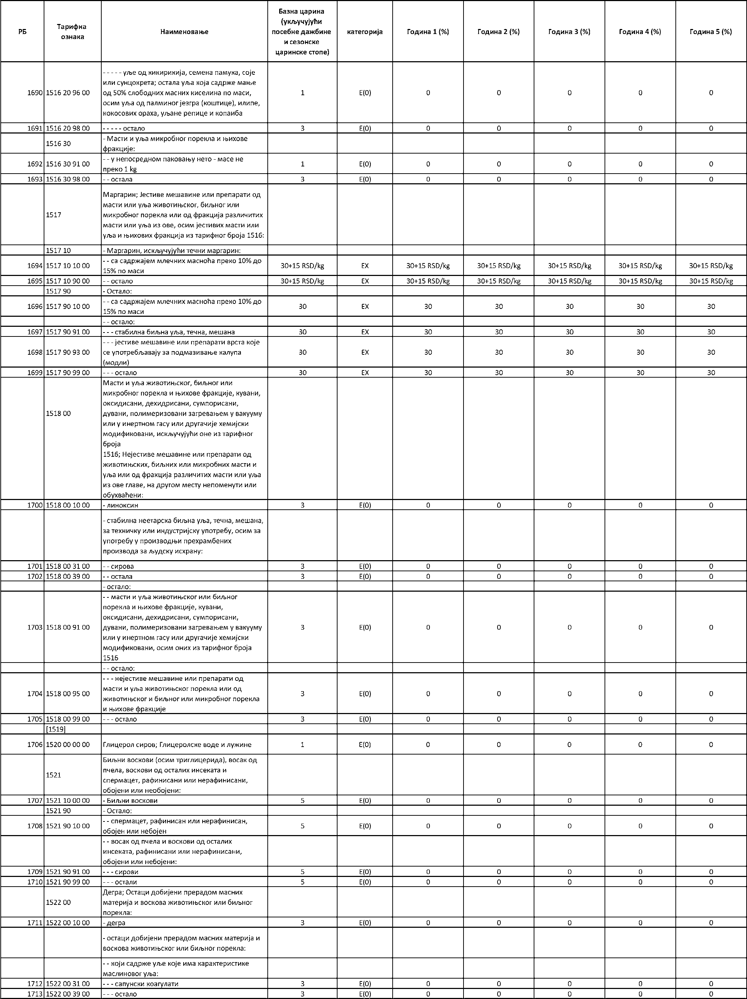 РБ
Тарифна
ознака
Наименовање
Базна царина
(укључујући
посебне дажбине
и сезонске
царинске стопе)
категорија
Година 1 (%)
Година 2 (%)
Година 3 (%)
Година 4 (%)
Година 5 (%)
- - - - - уље од кикирикија, семена памука, соје
или сунцокрета; остала уља која садрже мање
1690 1516 20 96 00 од 50% слободних масних киселина по маси, 1 E(0) 0 0 0 0 0
осим уља од палминог језгра (коштице), илипе,
кокосових ораха, уљане репице и копаиба
1691 1516 20 98 00 - - - - - остало 3 E(0) 0 0 0 0 0
1516 30 - Масти и уља микробног порекла и њихове
фракције:
1692 1516 30 91 00 - - у непосредном паковању нето - масе не 1 E(0) 0 0 0 0 0
преко 1 kg
1693 1516 30 98 00 - - остала 3 E(0) 0 0 0 0 0
Маргарин; Јестиве мешавине или препарати од
масти или уља животињског, биљног или
1517 микробног порекла или од фракција различитих
масти или уља из ове, осим јестивих масти или
уља и њихових фракција из тарифног броја 1516:
1517 10 - Маргарин, искључујући течни маргарин:
1694 1517 10 10 00 - - са садржајем млечних масноћа преко 10% до 30+15 RSD/kg EX 30+15 RSD/kg 30+15 RSD/kg 30+15 RSD/kg 30+15 RSD/kg 30+15 RSD/kg
15% по маси
1695 1517 10 90 00 - - остало 30+15 RSD/kg EX 30+15 RSD/kg 30+15 RSD/kg 30+15 RSD/kg 30+15 RSD/kg 30+15 RSD/kg
1517 90 - Остало:
1696 1517 90 10 00 - - са садржајем млечних масноћа преко 10% до 30 EX 30 30 30 30 30
15% по маси
- - остало:
1697 1517 90 91 00 - - - стабилна биљна уља, течна, мешана 30 EX 30 30 30 30 30
- - - јестиве мешавине или препарати врста које
1698 1517 90 93 00 се употребљавају за подмазивање калупа 30 EX 30 30 30 30 30
(модли)
1699 1517 90 99 00 - - - остало 30 EX 30 30 30 30 30
Масти и уља животињског, биљног или
микробног порекла и њихове фракције, кувани,
оксидисани, дехидрисани, сумпорисани,
1518 00 дувани, полимеризовани загревањем у вакууму
или у инертном гасу или другачије хемијски
модификовани, искључујући оне из тарифног
броја
1516; Нејестиве мешавине или препарати од
животињских, биљних или микробних масти и
уља или од фракција различитих масти или уља
из ове главе, на другом месту непоменути или
обухваћени:
1700 1518 00 10 00 - линоксин 3 E(0) 0 0 0 0 0
- стабилна неетарска биљна уља, течна, мешана,
за техничку или индустријску употребу, осим за
употребу у производњи прехрамбених
производа за људску исхрану:
1701 1518 00 31 00 - - сирова 3 E(0) 0 0 0 0 0
1702 1518 00 39 00 - - остала 3 E(0) 0 0 0 0 0
- остало:
- - масти и уља животињског или биљног
порекла и њихове фракције, кувани,
оксидисани, дехидрисани, сумпорисани,
1703 1518 00 91 00 дувани, полимеризовани загревањем у вакууму 3 E(0) 0 0 0 0 0
или у инертном гасу или другачије хемијски
модификовани, осим оних из тарифног броја
1516
- - остало:
- - - нејестиве мешавине или препарати од
масти и уља животињског порекла или од
1704 1518 00 95 00 животињског и биљног или микробног порекла 3 E(0) 0 0 0 0 0
и њихове фракције
1705 1518 00 99 00 - - - остало 3 E(0) 0 0 0 0 0
[1519]
1706 1520 00 00 00 Глицерол сиров; Глицеролске воде и лужине 1 E(0) 0 0 0 0 0
Биљни воскови (осим триглицерида), восак од
1521 пчела, воскови од осталих инсеката и
спермацет, рафинисани или нерафинисани,
обојени или необојени:
1707 1521 10 00 00 - Биљни воскови 5 E(0) 0 0 0 0 0
1521 90 - Остало:
1708 1521 90 10 00 - - спермацет, рафинисан или нерафинисан, 5 E(0) 0 0 0 0 0
обојен или небојен
- - восак од пчела и воскови од осталих
инсеката, рафинисани или нерафинисани,
обојени или небојени:
1709 1521 90 91 00 - - - сирови 5 E(0) 0 0 0 0 0
1710 1521 90 99 00 - - - остали 5 E(0) 0 0 0 0 0
Дегра; Остаци добијени прерадом масних
1522 00 материја и воскова животињског или биљног
порекла:
1711 1522 00 10 00 - дегра 3 E(0) 0 0 0 0 0
- остаци добијени прерадом масних материја и
воскова животињског или биљног порекла:
- - који садрже уље које има карактеристике
маслиновог уља:
1712 1522 00 31 00 - - - сапунски коагулати 3 E(0) 0 0 0 0 0
1713 1522 00 39 00 - - - остало 3 E(0) 0 0 0 0 0